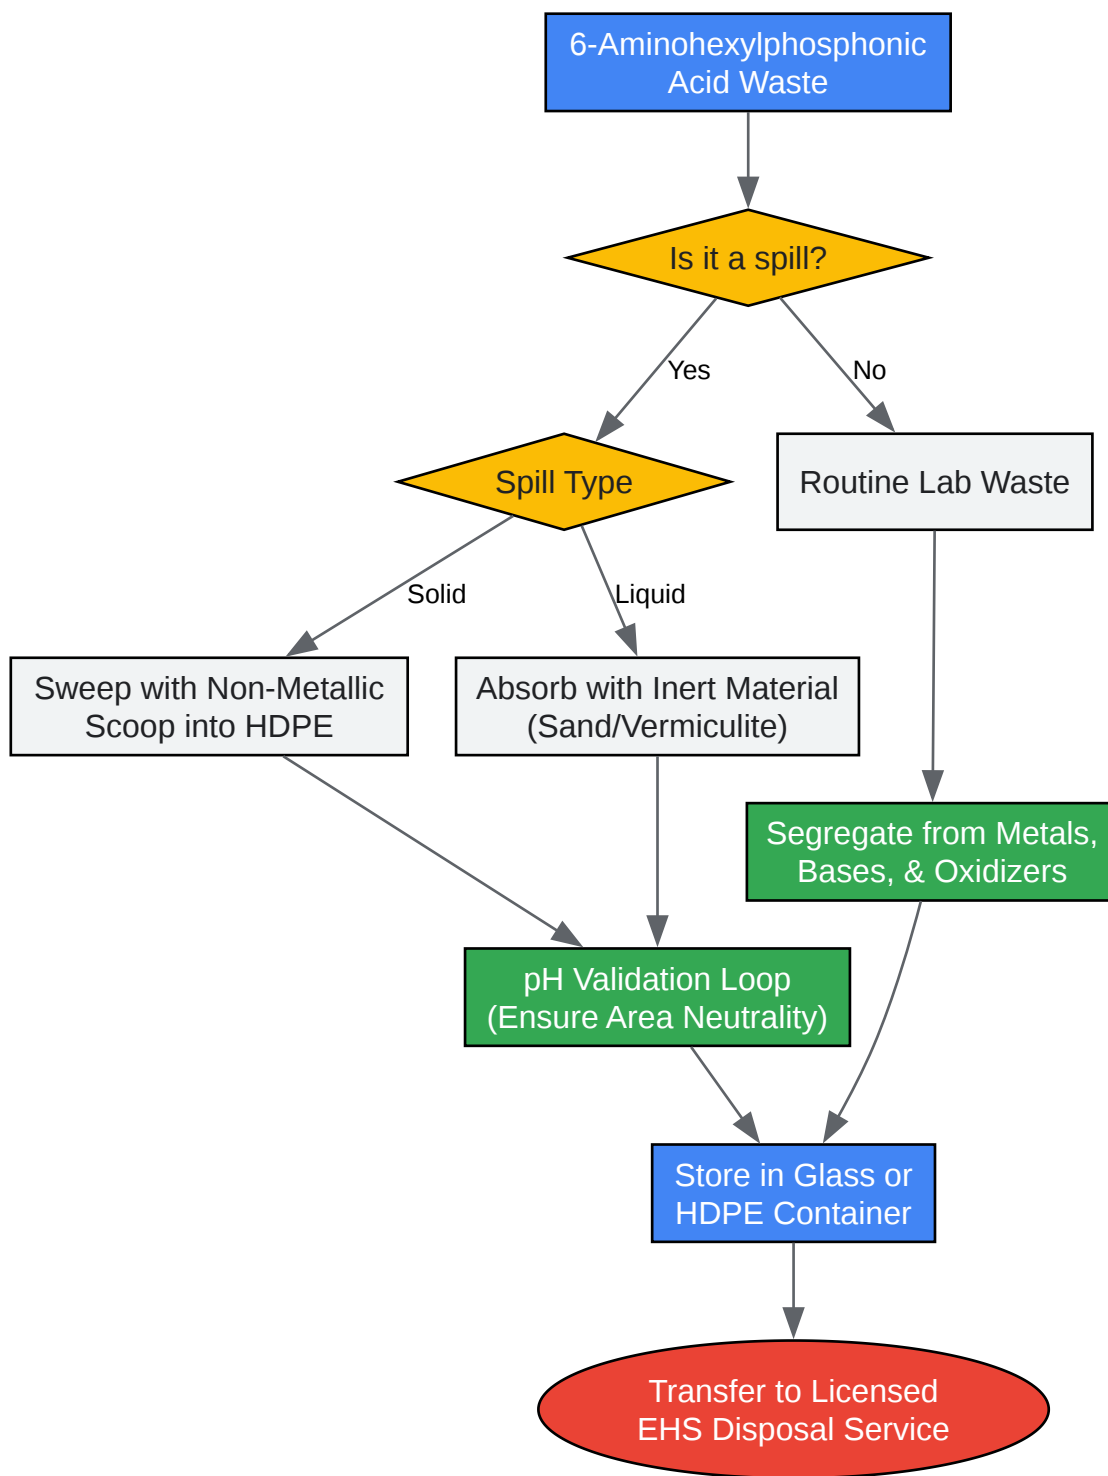 6-Aminohexylphosphonic
Acid Waste
Is it a spill?
Yes
No
Spill Type
Routine Lab Waste
Solid
Liquid
Sweep with Non-Metallic
Scoop into HDPE
Absorb with Inert Material
(Sand/Vermiculite)
Segregate from Metals,
Bases, & Oxidizers
pH Validation Loop
(Ensure Area Neutrality)
Store in Glass or
HDPE Container
Transfer to Licensed
EHS Disposal Service